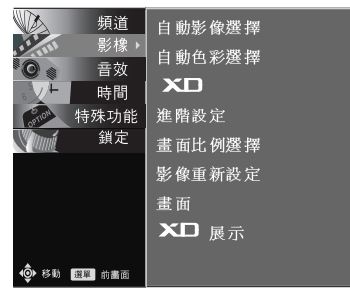 頻道
影像
音效
時間
OPTION
特殊功能
鎖定
移動 選單 前畫面
自動影像選擇
自動色彩選擇
XD
進階設定
畫面比例選擇
影像重新設定
畫面
XD 展示